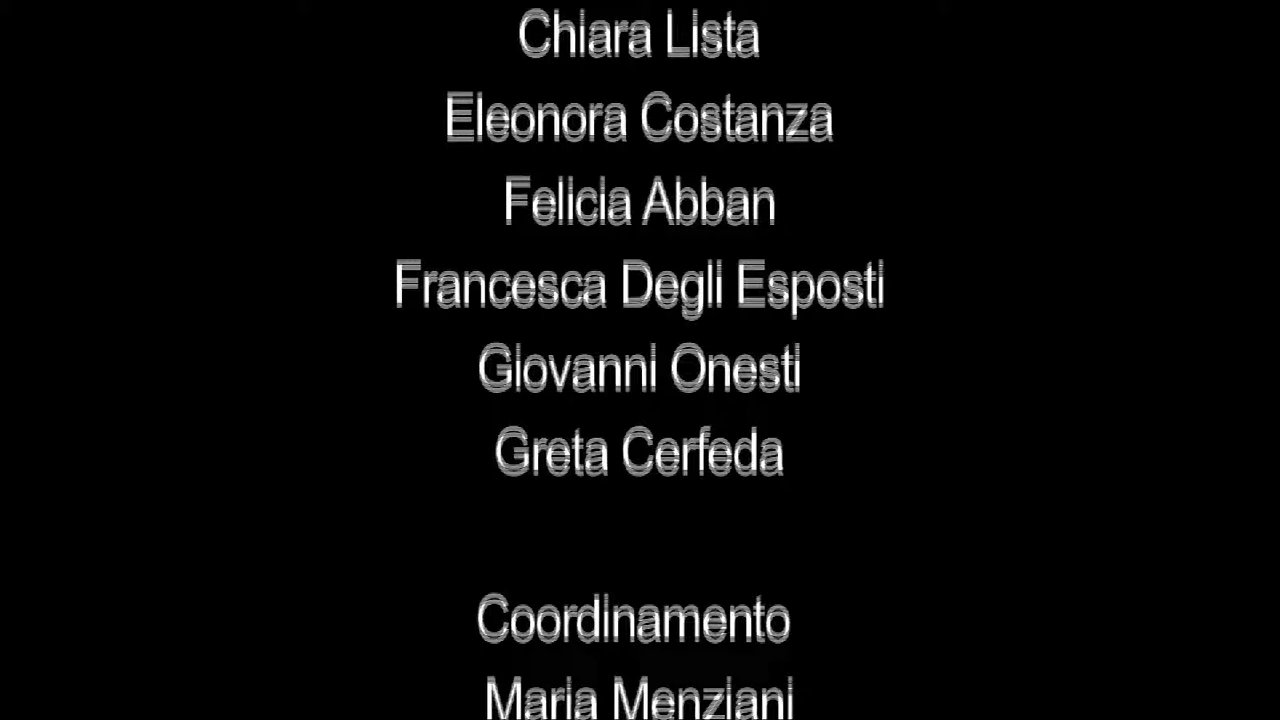 Chiara Lista
Eleonora Costanza
Felicia Abban
Francesca Degli Esposti
Giovanni Onesti
Greta Cerfeda
Coordinamento
Maria Menziani